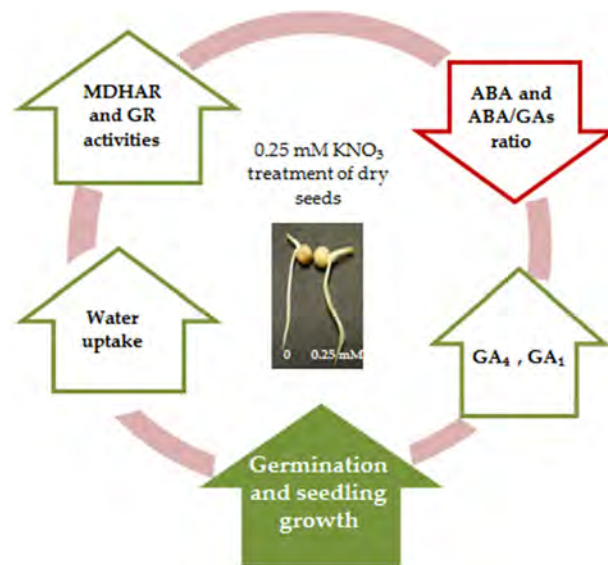 MDHAR
and GR
activities
ABA and
ABA/GAs
ratio
0.25 mM KNO₃
treatment of dry
seeds
0 0.25 mM
Water
uptake
GA₄ , GA₁
Germination
and seedling
growth